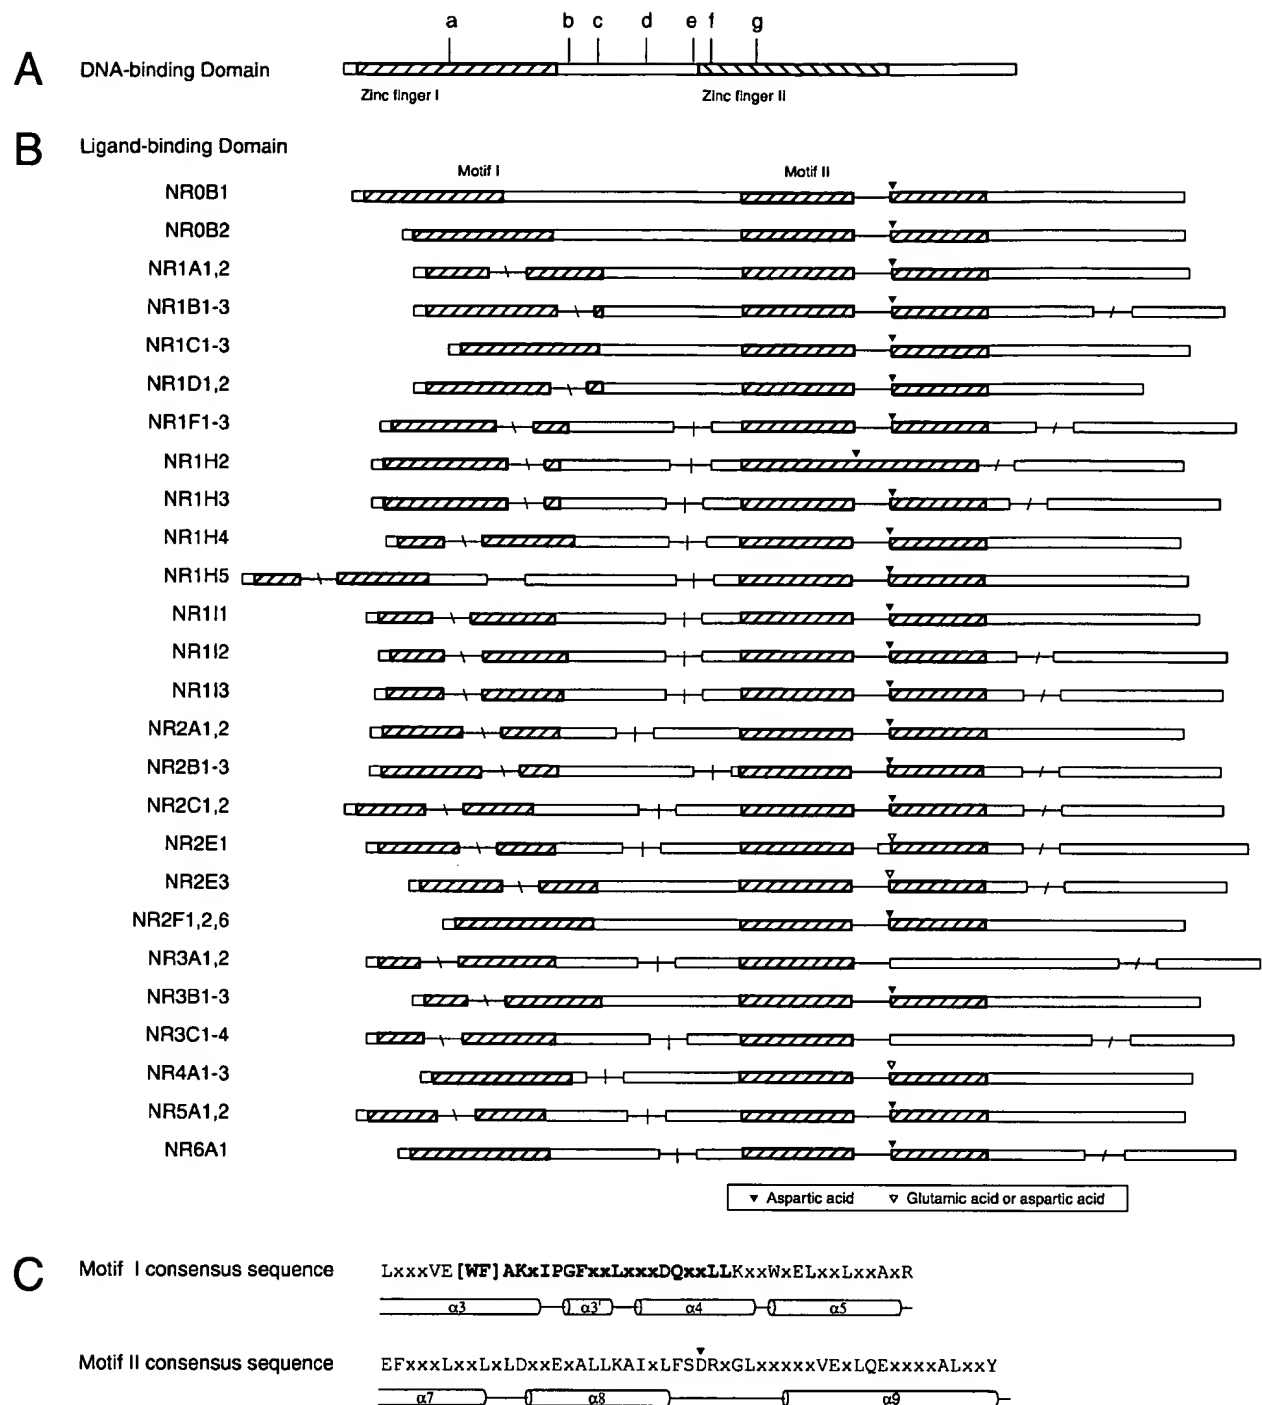 a b c d e f g
A DNA-binding Domain
Zinc finger I Zinc finger II
B Ligand-binding Domain
Motif I Motif II
NR0B1
NR0B2
NR1A1,2
NR1B1-3
NR1C1-3
NR1D1,2
NR1F1-3
NR1H2
NR1H3
NR1H4
NR1H5
NR1I1
NR1I2
NR1I3
NR2A1,2
NR2B1-3
NR2C1,2
NR2E1
NR2E3
NR2F1,2,6
NR3A1,2
NR3B1-3
NR3C1-4
NR4A1-3
NR5A1,2
NR6A1
▼ Aspartic acid ▽ Glutamic acid or aspartic acid
C Motif I consensus sequence LxxxVE[WF]AKxIPGFxxLxxxDQxxLLKxxWxELxxLxxAxR
α3 α3' α4 α5
Motif II consensus sequence EFxxxLxxLxLDxxExALLKAIxLFSDRxGLxxxxxVExLQExxxxALxxY
α7 α8 α9